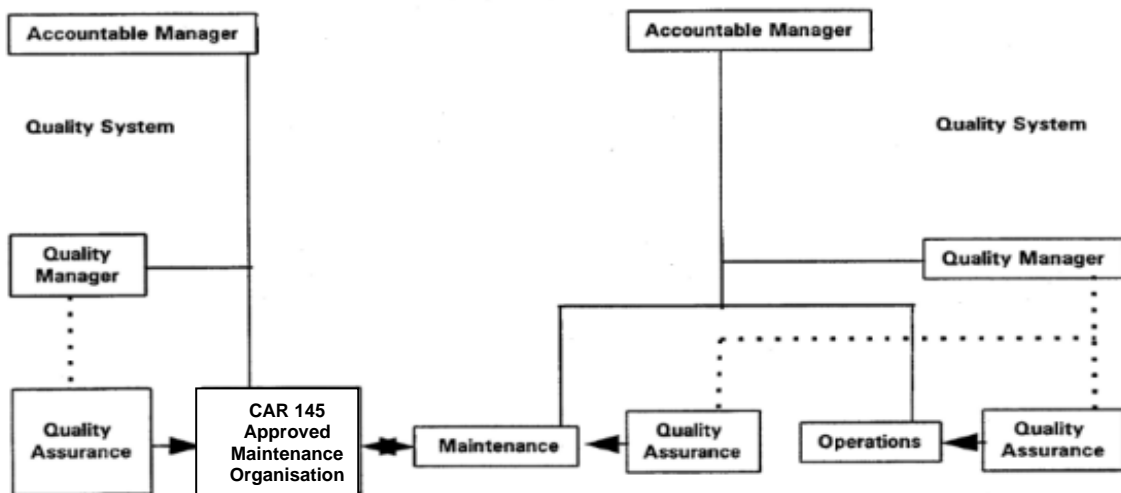 Accountable Manager
Accountable Manager
Quality System
Quality System
Quality
Manager
Quality Manager
Quality
Assurance
CAR 145
Approved
Maintenance
Organisation
Maintenance
Quality
Assurance
Operations
Quality
Assurance